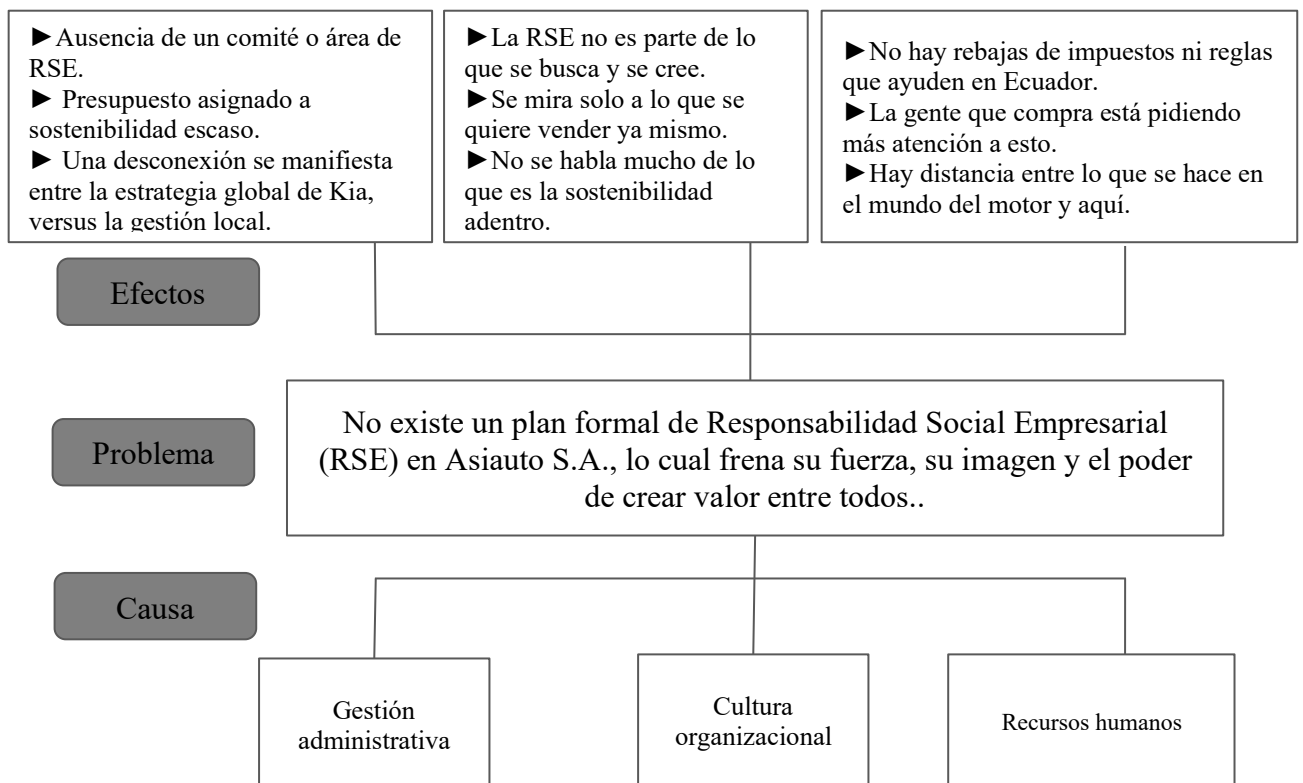 ►Ausencia de un comité o área de
RSE.
► Presupuesto asignado a
sostenibilidad escaso.
► Una desconexión se manifiesta
entre la estrategia global de Kia,
versus la gestión local.
►La RSE no es parte de lo
que se busca y se cree.
►Se mira solo a lo que se
quiere vender ya mismo.
►No se habla mucho de lo
que es la sostenibilidad
adentro.
►No hay rebajas de impuestos ni reglas
que ayuden en Ecuador.
►La gente que compra está pidiendo
más atención a esto.
►Hay distancia entre lo que se hace en
el mundo del motor y aquí.
Efectos
Problema
No existe un plan formal de Responsabilidad Social Empresarial
(RSE) en Asiauto S.A., lo cual frena su fuerza, su imagen y el poder
de crear valor entre todos..
Causa
Gestión
administrativa
Cultura
organizacional
Recursos humanos